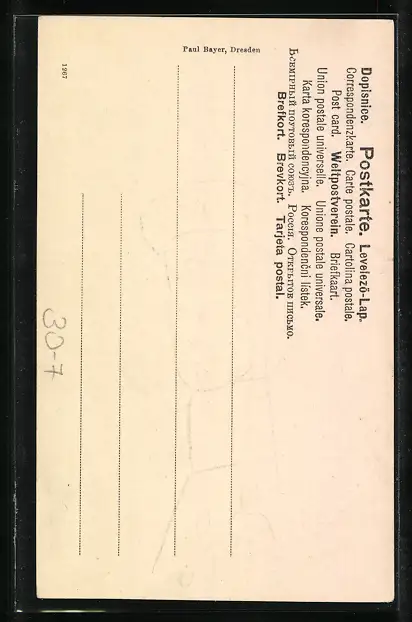 Dopisnice. Postkarte. Levelező-Lap.
Correspondenzkarte. Carte postale. Cartolina postale.
Post card. Weltpostverein. Briefkaart.
Union postale universelle. Unione postale universale.
Karta korespondencyjna. Korespondenční lístek.
Всемірный почтовый союзъ. Россія. Открытое письмо.
Brefkort. Brevkort. Tarjeta postal.
Paul Bayer, Dresden
1267
30-7